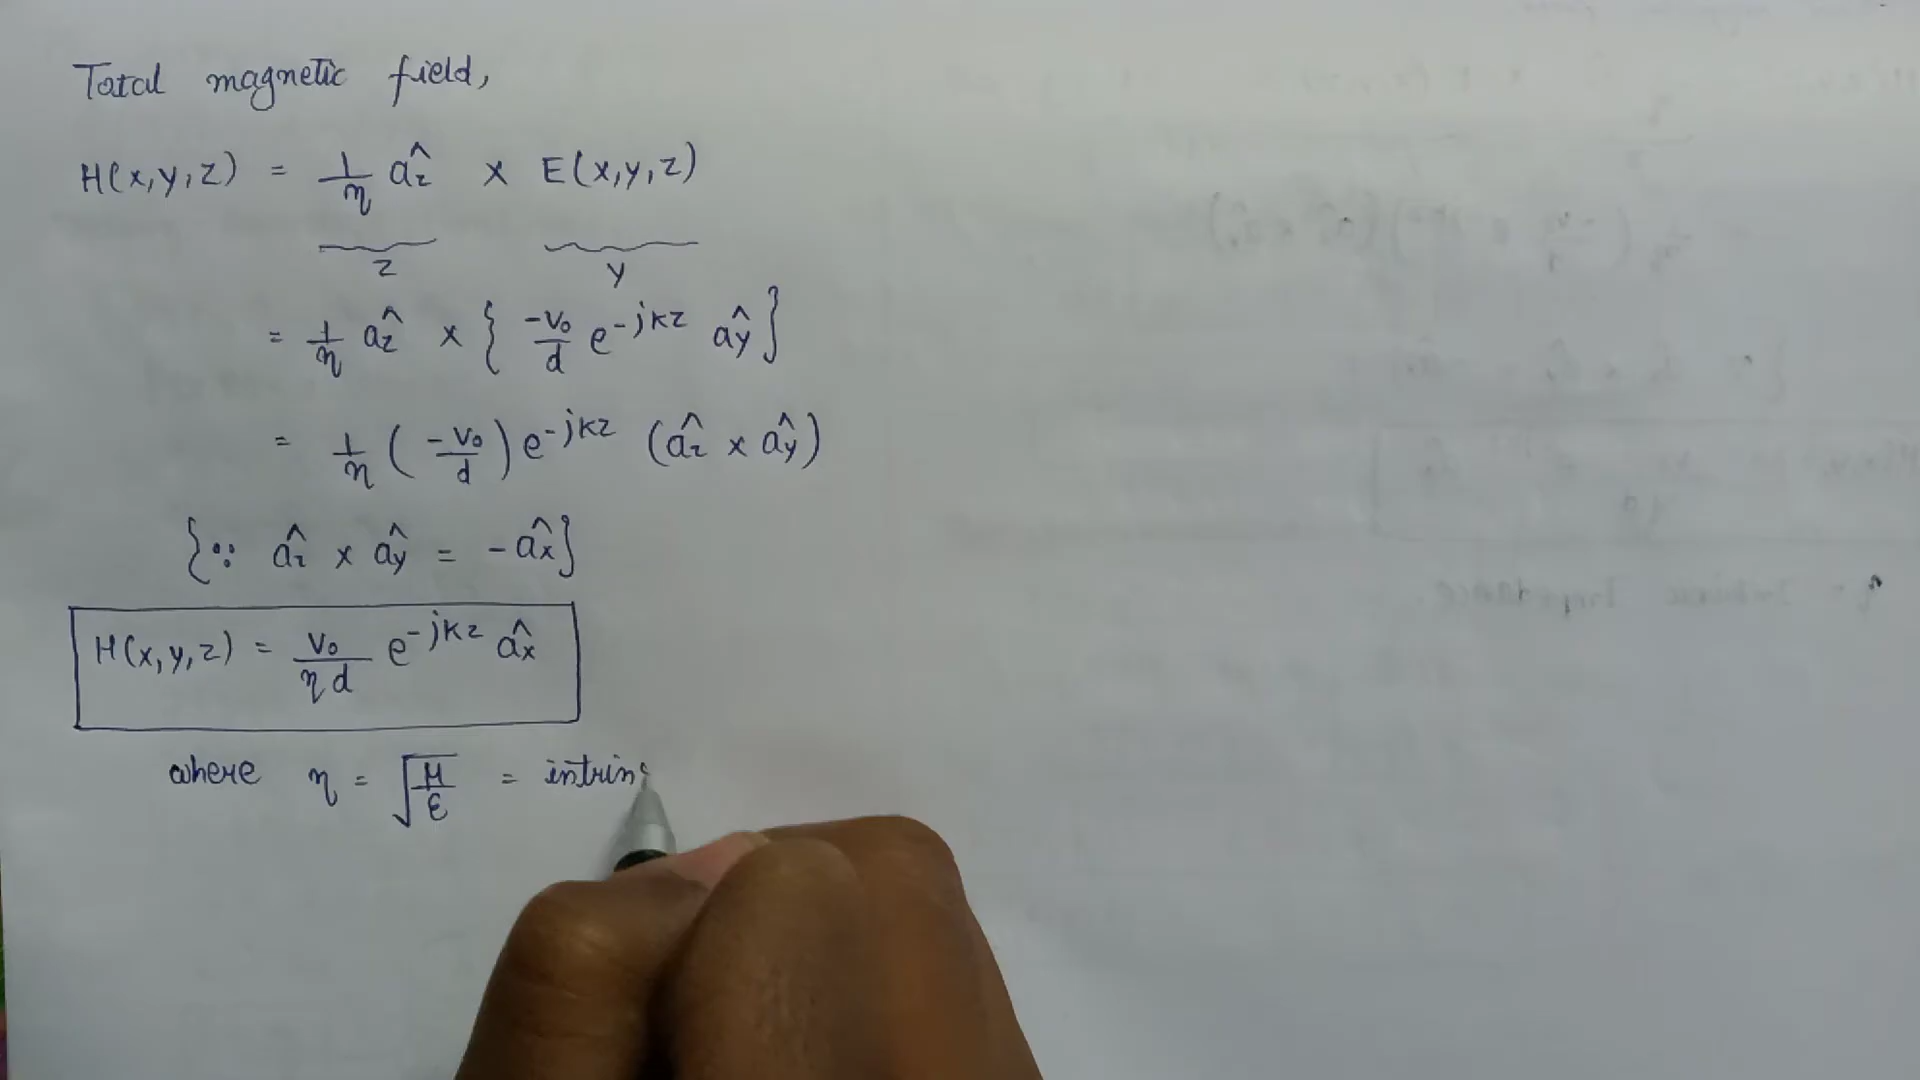 Total magnetic field,
H(x,y,z) = 1/η âz × E(x,y,z)
z y
= 1/η âz × { -V₀/d e^-jkz ây }
= 1/η ( -V₀/d ) e^-jkz (âz × ây)
{∵ âz × ây = -âx}
H(x,y,z) = V₀/ηd e^-jkz âx
where η = √μ/ε = intrins